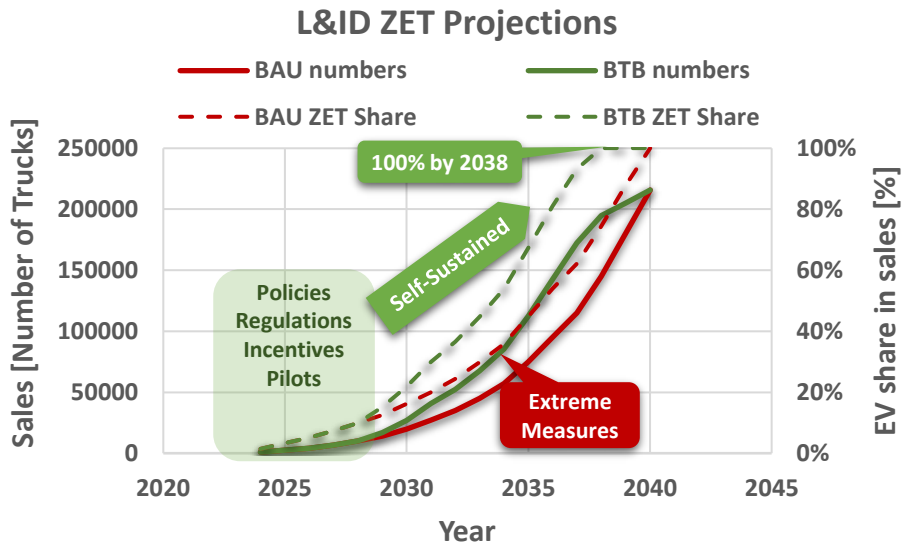 L&ID ZET Projections
BAU numbers
BTB numbers
BAU ZET Share
BTB ZET Share
Sales [Number of Trucks]
250000
200000
150000
100000
50000
0
100%
80%
60%
40%
20%
0%
EV share in sales [%]
100% by 2038
Self-Sustained
Policies
Regulations
Incentives
Pilots
Extreme
Measures
2020
2025
2030
2035
2040
2045
Year